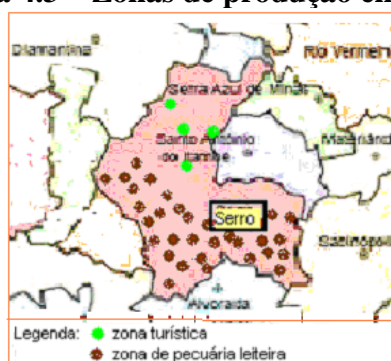 Zonas de produção
Diamantina
Rio Vermelho
Serra Azul de Minas
Santo Antônio
do Itambé
Serro
Alvorada
Legenda: zona turística
zona de pecuária leiteira